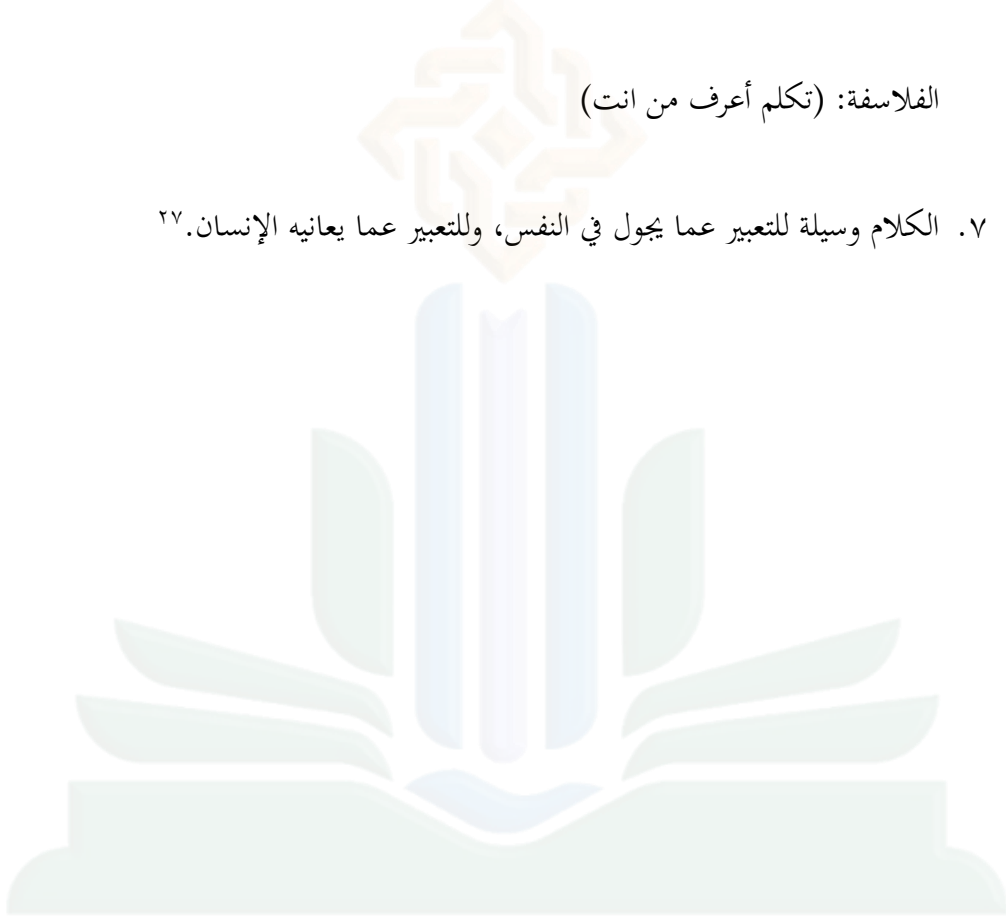 الفلاسفة: (تكلم أعرف من انت)
٧. الكلام وسيلة للتعبير عما يجول في النفس، وللتعبير عما يعانيه الإنسان.٢٧